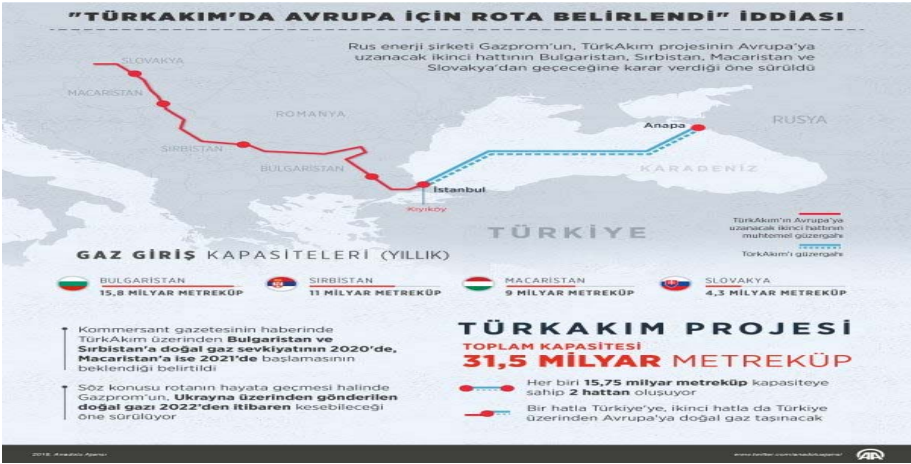 "TÜRKAKIM'DA AVRUPA İÇİN ROTA BELİRLENDİ" İDDİASI
Rus enerji şirketi Gazprom'un, TürkAkım projesinin Avrupa'ya
uzanacak ikinci hattının Bulgaristan, Sırbistan, Macaristan ve
Slovakya'dan geçeceğine karar verdiği öne sürüldü
SLOVAKYA
MACARİSTAN
ROMANYA
SIRBİSTAN
BULGARİSTAN
Anapa
RUSYA
KARADENİZ
İstanbul
Kıyıköy
TÜRKİYE
TürkAkım'ın Avrupa'ya
uzanacak ikinci hattının
muhtemel güzergahı
TürkAkım'ı güzergahı
GAZ GİRİŞ KAPASİTELERİ (YILLIK)
BULGARİSTAN
15,8 MİLYAR METREKÜP
SIRBİSTAN
11 MİLYAR METREKÜP
MACARİSTAN
9 MİLYAR METREKÜP
SLOVAKYA
4,3 MİLYAR METREKÜP
Kommersant gazetesinin haberinde
TürkAkım üzerinden Bulgaristan ve
Sırbistan'a doğal gaz sevkiyatının 2020'de,
Macaristan'a ise 2021'de başlamasının
beklendiği belirtildi
Söz konusu rotanın hayata geçmesi halinde
Gazprom'un, Ukrayna üzerinden gönderilen
doğal gazı 2022'den itibaren kesebileceği
öne sürülüyor
TÜRKAKIM PROJESİ
TOPLAM KAPASİTESİ
31,5 MİLYAR METREKÜP
Her biri 15,75 milyar metreküp kapasiteye
sahip 2 hattan oluşuyor
Bir hatla Türkiye'ye, ikinci hatla da Türkiye
üzerinden Avrupa'ya doğal gaz taşınacak
2018, Anadolu Ajansı
www.twitter.com/anadoluajansi
AA